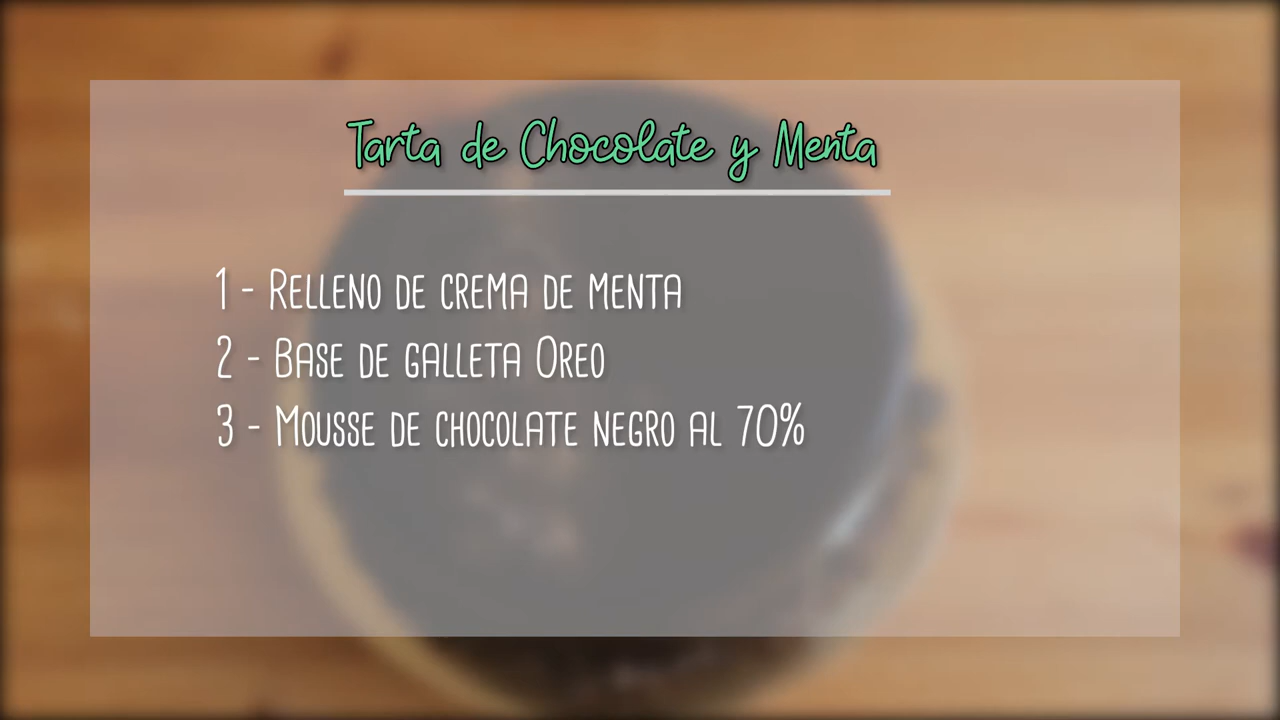 Tarta de Chocolate y Menta
1 - Relleno de crema de menta
2 - Base de galleta Oreo
3 - Mousse de chocolate negro al 70%